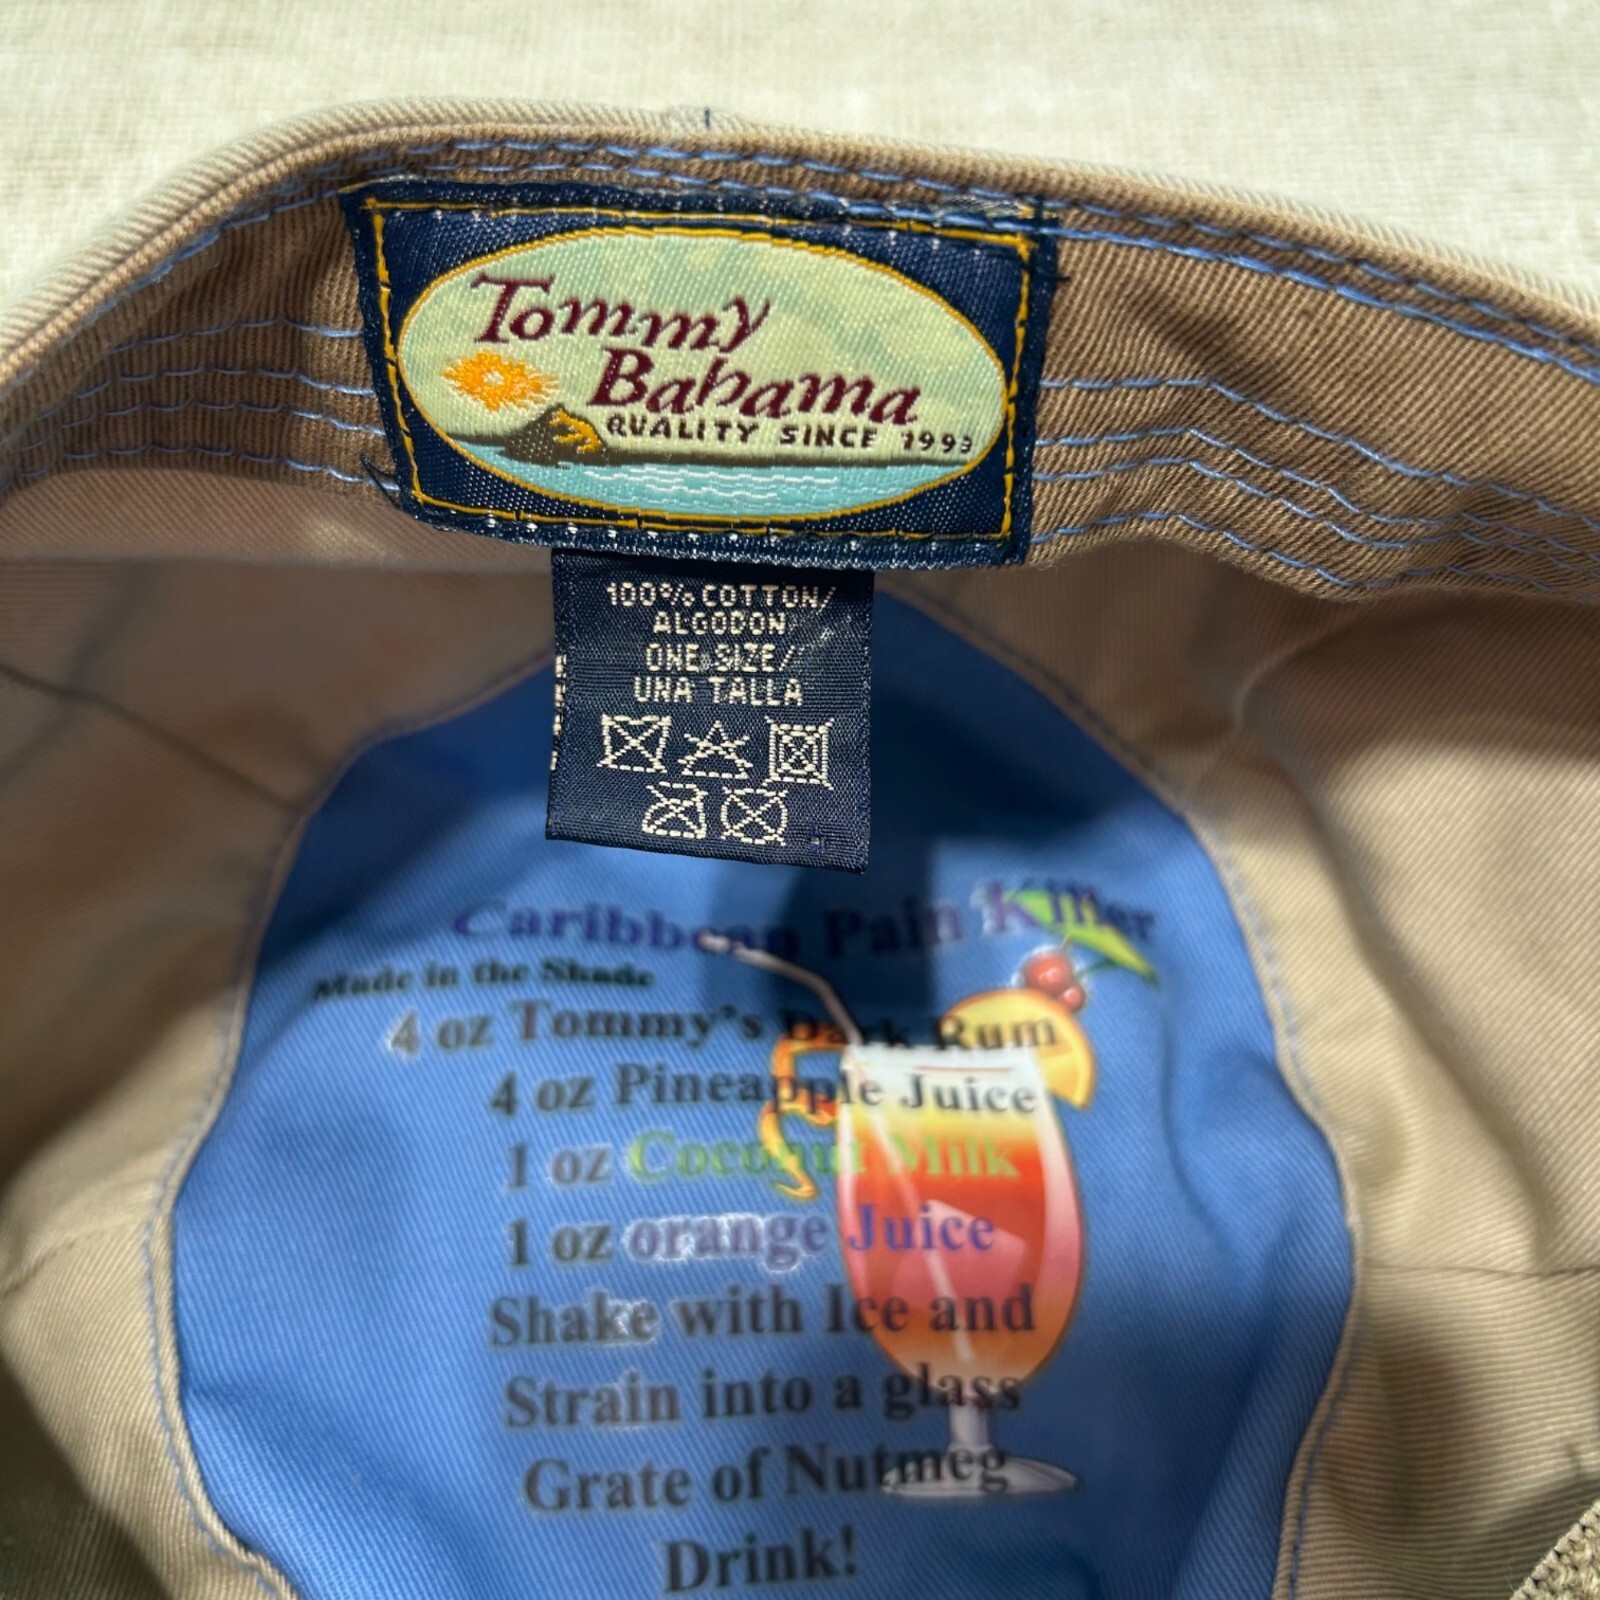 Tommy
Bahama
QUALITY SINCE 1993
100% COTTON/
ALGODON
ONE SIZE/
UNA TALLA
Caribbean Pain Killer
Made in the Shade
4 oz Tommy's Dark Rum
4 oz Pineapple Juice
1 oz Coconut Milk
1 oz orange Juice
Shake with Ice and
Strain into a glass
Grate of Nutmeg
Drink!